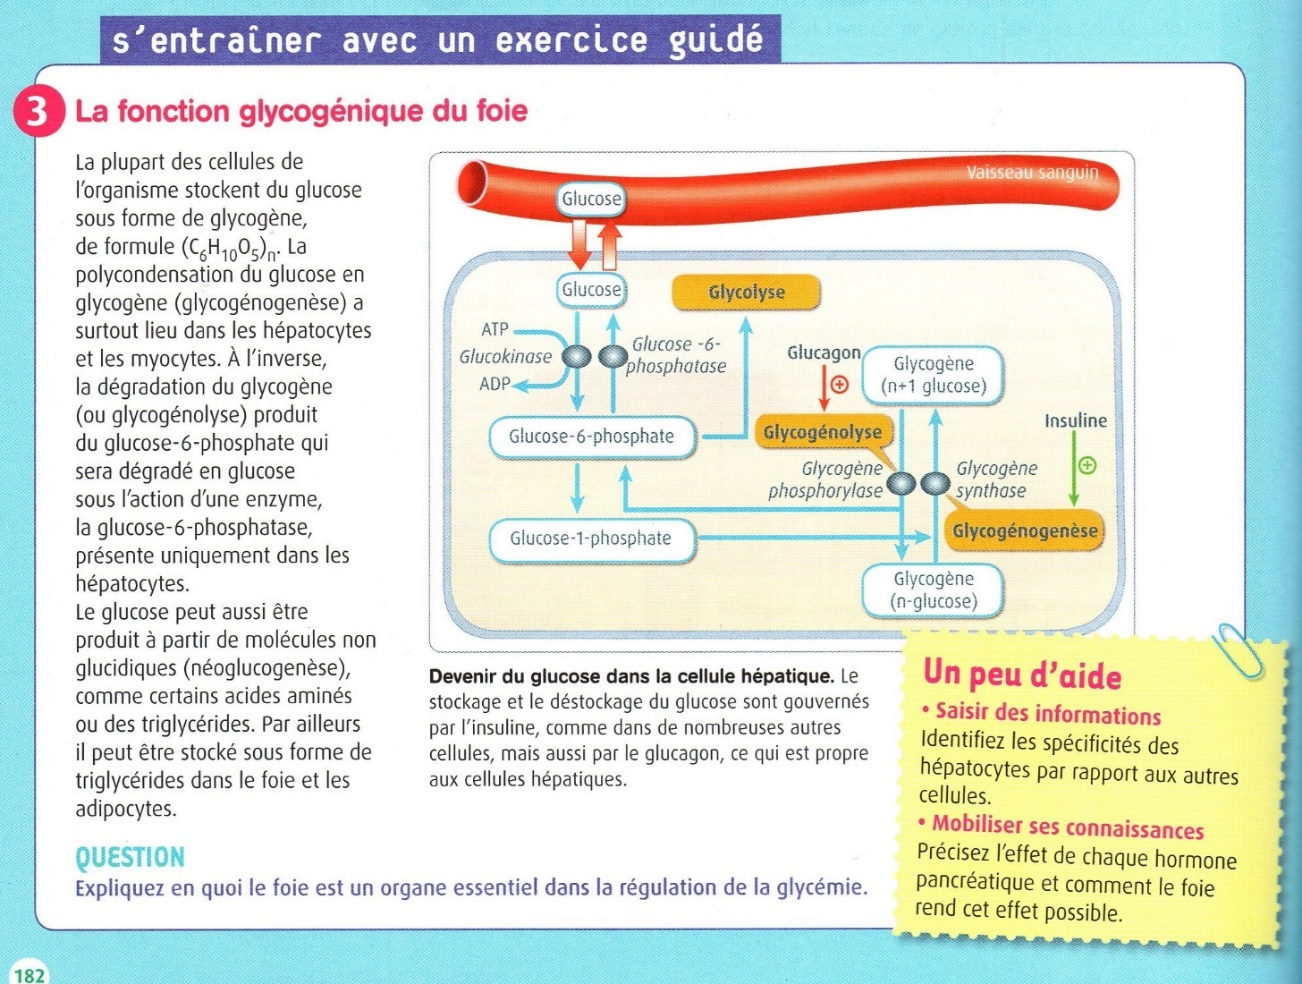 s'entraîner avec un exercice guidé
3 La fonction glycogénique du foie
La plupart des cellules de
l'organisme stockent du glucose
sous forme de glycogène,
de formule (C6H10O5)n. La
polycondensation du glucose en
glycogène (glycogénogenèse) a
surtout lieu dans les hépatocytes
et les myocytes. À l'inverse,
la dégradation du glycogène
(ou glycogénolyse) produit
du glucose-6-phosphate qui
sera dégradé en glucose
sous l'action d'une enzyme,
la glucose-6-phosphatase,
présente uniquement dans les
hépatocytes.
Le glucose peut aussi être
produit à partir de molécules non
glucidiques (néoglucogenèse),
comme certains acides aminés
ou des triglycérides. Par ailleurs
il peut être stocké sous forme de
triglycérides dans le foie et les
adipocytes.
Vaisseau sanguin
Glucose
Glucose
Glycolyse
ATP
Glucokinase
ADP
Glucose -6-
phosphatase
Glucagon
+
Glycogène
(n+1 glucose)
Glucose-6-phosphate
Glycogénolyse
Insuline
+
Glycogène
phosphorylase
Glycogène
synthase
Glycogénogenèse
Glucose-1-phosphate
Glycogène
(n-glucose)
Devenir du glucose dans la cellule hépatique. Le
stockage et le déstockage du glucose sont gouvernés
par l'insuline, comme dans de nombreuses autres
cellules, mais aussi par le glucagon, ce qui est propre
aux cellules hépatiques.
Un peu d'aide
• Saisir des informations
Identifiez les spécificités des
hépatocytes par rapport aux autres
cellules.
• Mobiliser ses connaissances
Précisez l'effet de chaque hormone
pancréatique et comment le foie
rend cet effet possible.
QUESTION
Expliquez en quoi le foie est un organe essentiel dans la régulation de la glycémie.
182